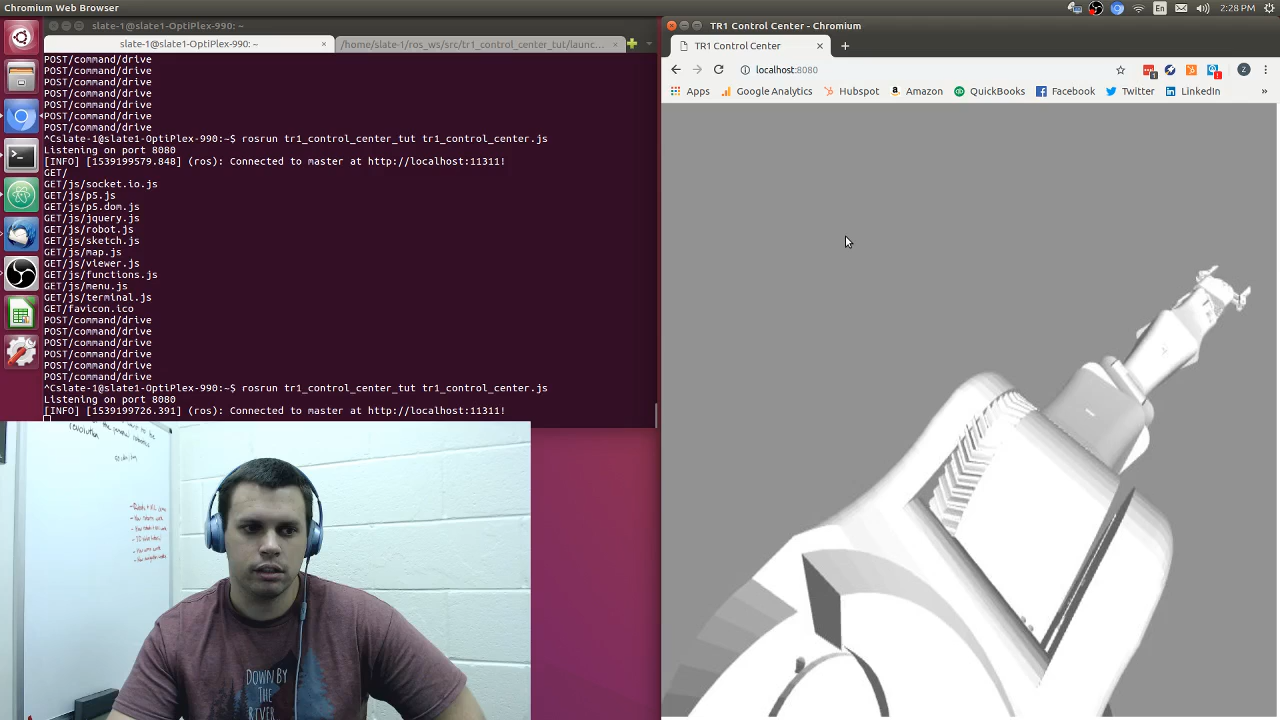 Chromium Web Browser
En
2:28 PM
slate-1@slate1-OptiPlex-990: ~
slate-1@slate1-OptiPlex-990: ~ ×
/home/slate-1/ros_ws/src/tr1_control_center_tut/launc... ×
POST/command/drive
POST/command/drive
POST/command/drive
POST/command/drive
POST/command/drive
POST/command/drive
POST/command/drive
^Cslate-1@slate1-OptiPlex-990:~$ rosrun tr1_control_center_tut tr1_control_center.js
Listening on port 8080
[INFO] [1539199579.848] (ros): Connected to master at http://localhost:11311!
GET/
GET/js/socket.io.js
GET/js/p5.js
GET/js/p5.dom.js
GET/js/jquery.js
GET/js/robot.js
GET/js/sketch.js
GET/js/map.js
GET/js/viewer.js
GET/js/functions.js
GET/js/menu.js
GET/js/terminal.js
GET/favicon.ico
POST/command/drive
POST/command/drive
POST/command/drive
POST/command/drive
POST/command/drive
POST/command/drive
^Cslate-1@slate1-OptiPlex-990:~$ rosrun tr1_control_center_tut tr1_control_center.js
Listening on port 8080
[INFO] [1539199726.391] (ros): Connected to master at http://localhost:11311!
TR1 Control Center - Chromium
TR1 Control Center ×
localhost:8080
1
1
Z
Apps
Google Analytics
Hubspot
Amazon
QuickBooks
Facebook
Twitter
LinkedIn
»
revolution
DOWN BY
THE
RIVER